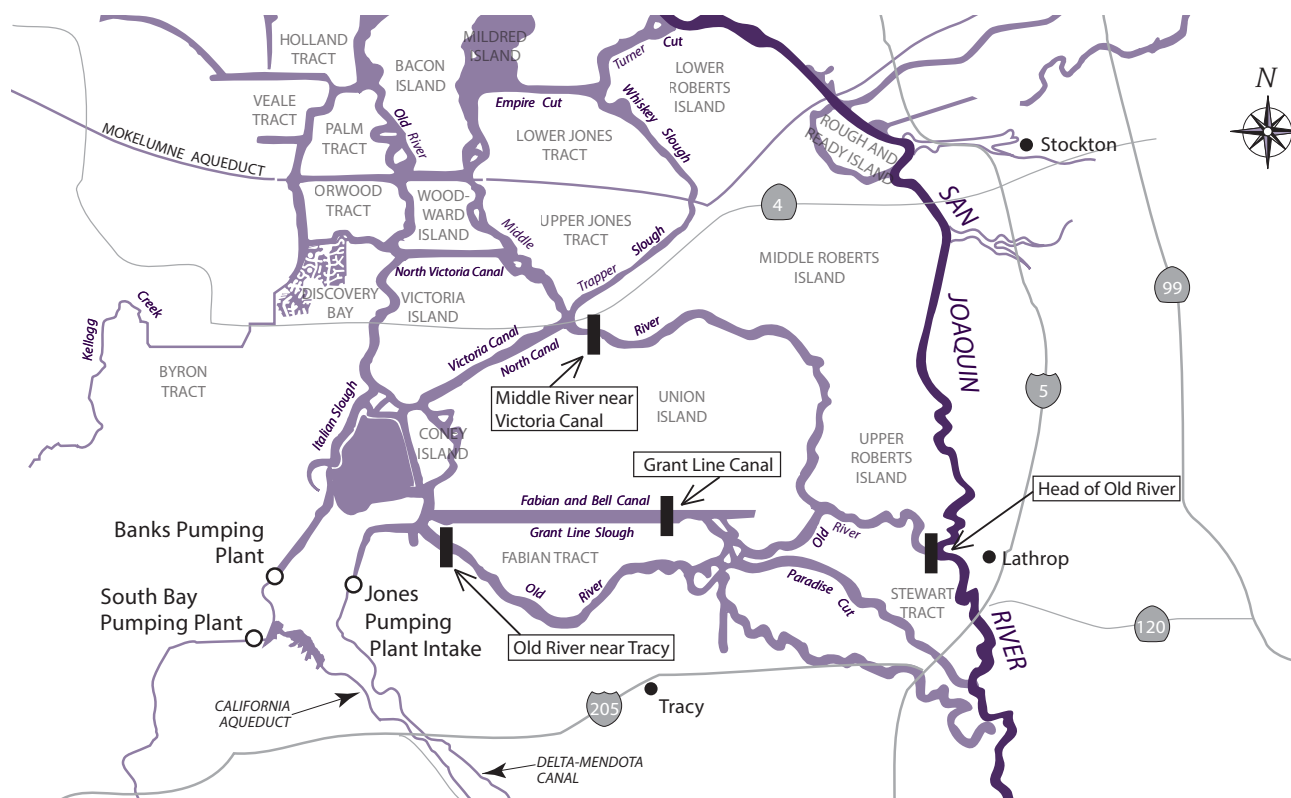 HOLLAND
TRACT
MILDRED
ISLAND
BACON
ISLAND
Turner Cut
LOWER
ROBERTS
ISLAND
N
VEALE
TRACT
Empire Cut
Whiskey Slough
Old River
PALM
TRACT
LOWER JONES
TRACT
ROUGH AND
READY ISLAND
Stockton
MOKELUMNE AQUEDUCT
ORWOOD
TRACT
WOOD-
WARD
ISLAND
UPPER JONES
TRACT
4
SAN
Middle
Trapper Slough
MIDDLE ROBERTS
ISLAND
North Victoria Canal
DISCOVERY
BAY
VICTORIA
ISLAND
99
Kellogg Creek
JOAQUIN
River
Victoria Canal
North Canal
BYRON
TRACT
Middle River near
Victoria Canal
UNION
ISLAND
5
Italian Slough
CONEY
ISLAND
UPPER
ROBERTS
ISLAND
Grant Line Canal
Head of Old River
Fabian and Bell Canal
Grant Line Slough
Old River
Banks Pumping
Plant
FABIAN TRACT
Lathrop
Old River
Paradise Cut
STEWART
TRACT
South Bay
Pumping Plant
Jones
Pumping
Plant Intake
RIVER
120
Old River near Tracy
CALIFORNIA
AQUEDUCT
205
Tracy
DELTA-MENDOTA
CANAL